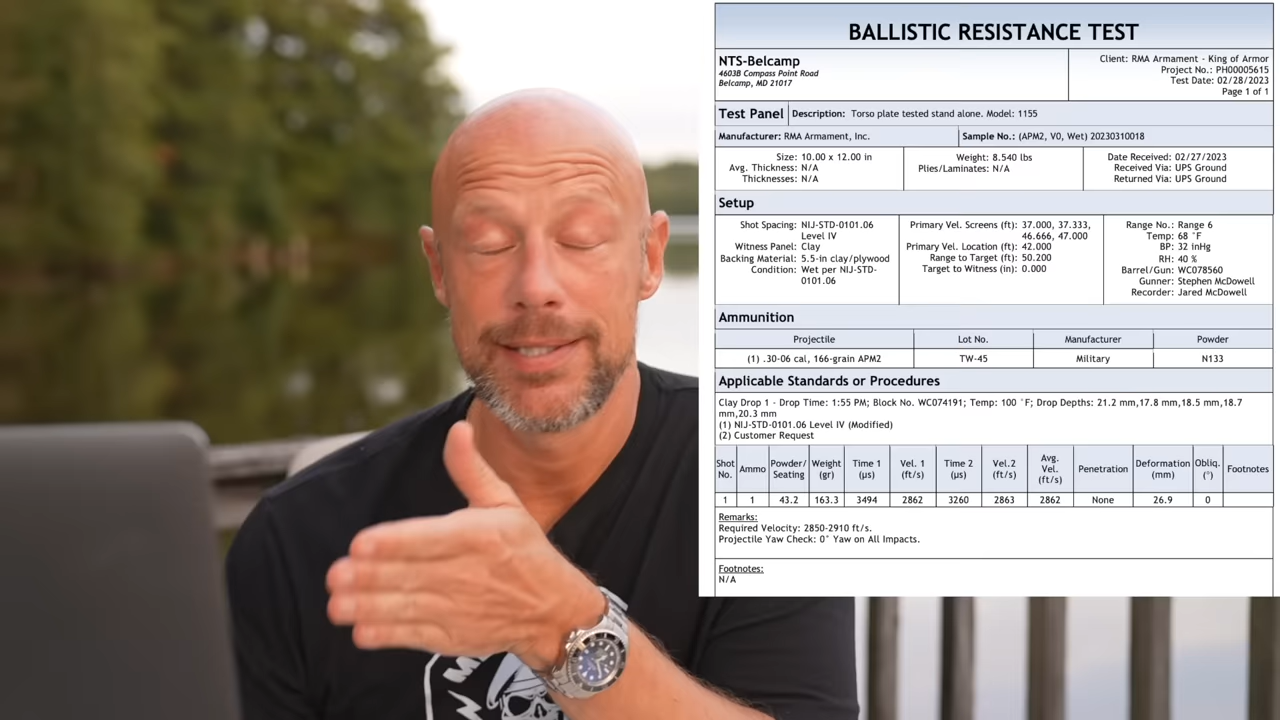 BALLISTIC RESISTANCE TEST
NTS-Belcamp
4603B Compass Point Road
Belcamp, MD 21017
Client: RMA Armament - King of Armor
Project No.: PH00005615
Test Date: 02/28/2023
Page 1 of 1
Test Panel Description: Torso plate tested stand alone. Model: 1155
Manufacturer: RMA Armament, Inc. Sample No.: (APM2, V0, Wet) 20230310018
Size: 10.00 x 12.00 in
Avg. Thickness: N/A
Thicknesses: N/A
Weight: 8.540 lbs
Plies/Laminates: N/A
Date Received: 02/27/2023
Received Via: UPS Ground
Returned Via: UPS Ground
Setup
Shot Spacing: NIJ-STD-0101.06
Level IV
Witness Panel: Clay
Backing Material: 5.5-in clay/plywood
Condition: Wet per NIJ-STD-
0101.06
Primary Vel. Screens (ft): 37.000, 37.333,
46.666, 47.000
Primary Vel. Location (ft): 42.000
Range to Target (ft): 50.200
Target to Witness (in): 0.000
Range No.: Range 6
Temp: 68 °F
BP: 32 inHg
RH: 40 %
Barrel/Gun: WC078560
Gunner: Stephen McDowell
Recorder: Jared McDowell
Ammunition
Projectile Lot No. Manufacturer Powder
(1) .30-06 cal, 166-grain APM2 TW-45 Military N133
Applicable Standards or Procedures
Clay Drop 1 - Drop Time: 1:55 PM; Block No. WC074191; Temp: 100 °F; Drop Depths: 21.2 mm,17.8 mm,18.5 mm,18.7
mm,20.3 mm
(1) NIJ-STD-0101.06 Level IV (Modified)
(2) Customer Request
Shot No. Ammo Powder/ Seating Weight (gr) Time 1 (µs) Vel. 1 (ft/s) Time 2 (µs) Vel.2 (ft/s) Avg. Vel. (ft/s) Penetration Deformation (mm) Obliq. (°) Footnotes
1 1 43.2 163.3 3494 2862 3260 2863 2862 None 26.9 0
Remarks:
Required Velocity: 2850-2910 ft/s.
Projectile Yaw Check: 0° Yaw on All Impacts.
Footnotes:
N/A